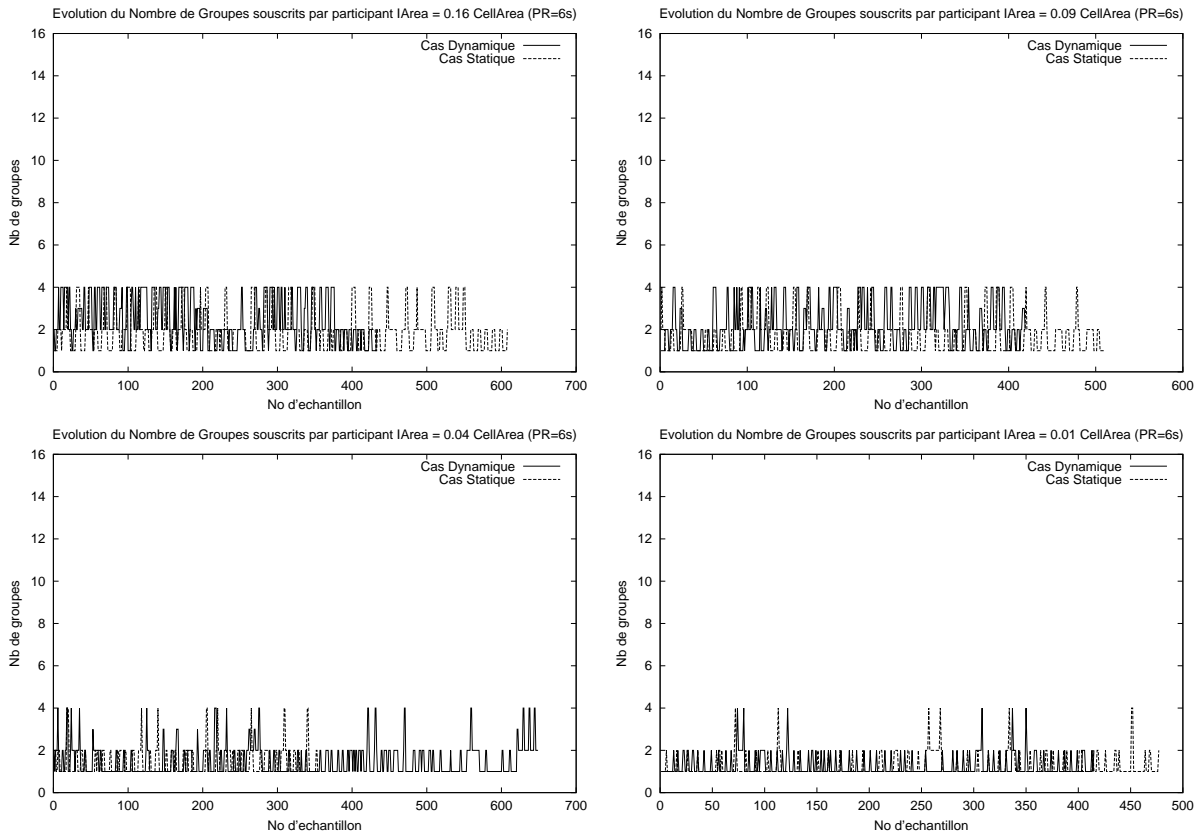 Evolution du Nombre de Groupes souscrits par participant IArea = 0.16 CellArea (PR=6s)
Cas Dynamique
Cas Statique
Nb de groupes
16
14
12
10
8
6
4
2
0
0 100 200 300 400 500 600 700
No d'echantillon
Evolution du Nombre de Groupes souscrits par participant IArea = 0.09 CellArea (PR=6s)
Cas Dynamique
Cas Statique
Nb de groupes
16
14
12
10
8
6
4
2
0
0 100 200 300 400 500 600
No d'echantillon
Evolution du Nombre de Groupes souscrits par participant IArea = 0.04 CellArea (PR=6s)
Cas Dynamique
Cas Statique
Nb de groupes
16
14
12
10
8
6
4
2
0
0 100 200 300 400 500 600 700
No d'echantillon
Evolution du Nombre de Groupes souscrits par participant IArea = 0.01 CellArea (PR=6s)
Cas Dynamique
Cas Statique
Nb de groupes
16
14
12
10
8
6
4
2
0
0 50 100 150 200 250 300 350 400 450 500
No d'echantillon